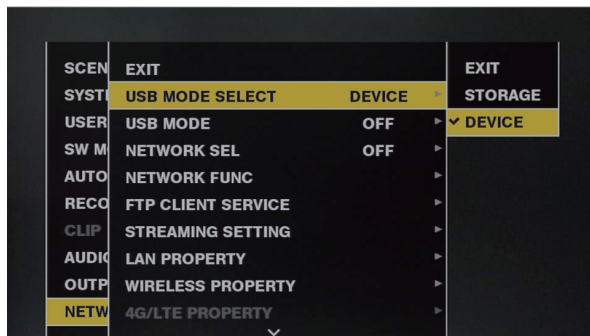 EXIT
USB MODE SELECT DEVICE
USB MODE OFF
NETWORK SEL OFF
NETWORK FUNC
FTP CLIENT SERVICE
STREAMING SETTING
LAN PROPERTY
WIRELESS PROPERTY
4G/LTE PROPERTY
SCEN
SYST
USER
SW M
AUTO
RECO
CLIP
AUDIO
OUTP
NETW
EXIT
STORAGE
DEVICE